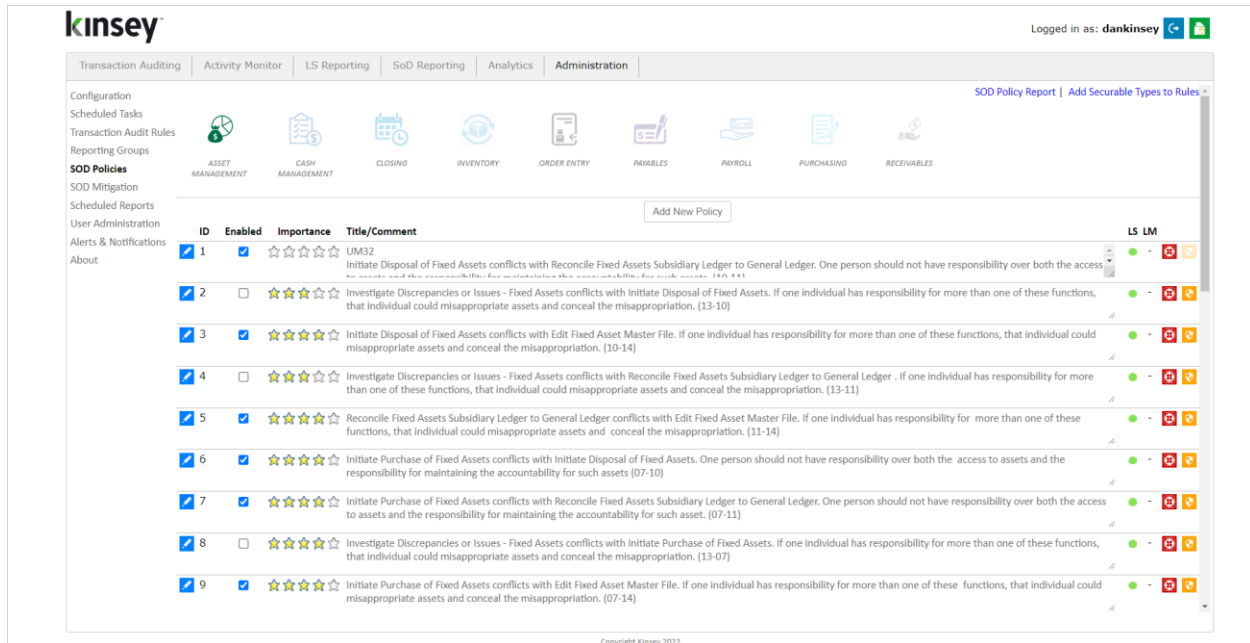 kinsey
Logged in as: dankinsey
Transaction Auditing
Activity Monitor
LS Reporting
SoD Reporting
Analytics
Administration
Configuration
Scheduled Tasks
Transaction Audit Rules
Reporting Groups
SOD Policies
SOD Mitigation
Scheduled Reports
User Administration
Alerts & Notifications
About
SOD Policy Report | Add Securable Types to Rules
ASSET
MANAGEMENT
CASH
MANAGEMENT
CLOSING
INVENTORY
ORDER ENTRY
PAYABLES
PAYROLL
PURCHASING
RECEIVABLES
Add New Policy
ID Enabled Importance Title/Comment LS LM
1 UM32 -
Initiate Disposal of Fixed Assets conflicts with Reconcile Fixed Assets Subsidiary Ledger to General Ledger. One person should not have responsibility over both the access
to assets and the responsibility for maintaining the accountability for such assets. (10-11)
2 Investigate Discrepancies or Issues - Fixed Assets conflicts with Initiate Disposal of Fixed Assets. If one individual has responsibility for more than one of these functions, -
that individual could misappropriate assets and conceal the misappropriation. (13-10)
3 Initiate Disposal of Fixed Assets conflicts with Edit Fixed Asset Master File. If one individual has responsibility for more than one of these functions, that individual could -
misappropriate assets and conceal the misappropriation. (10-14)
4 Investigate Discrepancies or Issues - Fixed Assets conflicts with Reconcile Fixed Assets Subsidiary Ledger to General Ledger . If one individual has responsibility for more -
than one of these functions, that individual could misappropriate assets and conceal the misappropriation. (13-11)
5 Reconcile Fixed Assets Subsidiary Ledger to General Ledger conflicts with Edit Fixed Asset Master File. If one individual has responsibility for more than one of these -
functions, that individual could misappropriate assets and conceal the misappropriation. (11-14)
6 Initiate Purchase of Fixed Assets conflicts with Initiate Disposal of Fixed Assets. One person should not have responsibility over both the access to assets and the -
responsibility for maintaining the accountability for such assets (07-10)
7 Initiate Purchase of Fixed Assets conflicts with Reconcile Fixed Assets Subsidiary Ledger to General Ledger. One person should not have responsibility over both the access -
to assets and the responsibility for maintaining the accountability for such asset. (07-11)
8 Investigate Discrepancies or Issues - Fixed Assets conflicts with Initiate Purchase of Fixed Assets. If one individual has responsibility for more than one of these functions, -
that individual could misappropriate assets and conceal the misappropriation. (13-07)
9 Initiate Purchase of Fixed Assets conflicts with Edit Fixed Asset Master File. If one individual has responsibility for more than one of these functions, that individual could -
misappropriate assets and conceal the misappropriation. (07-14)
Copyright Kinsey 2022